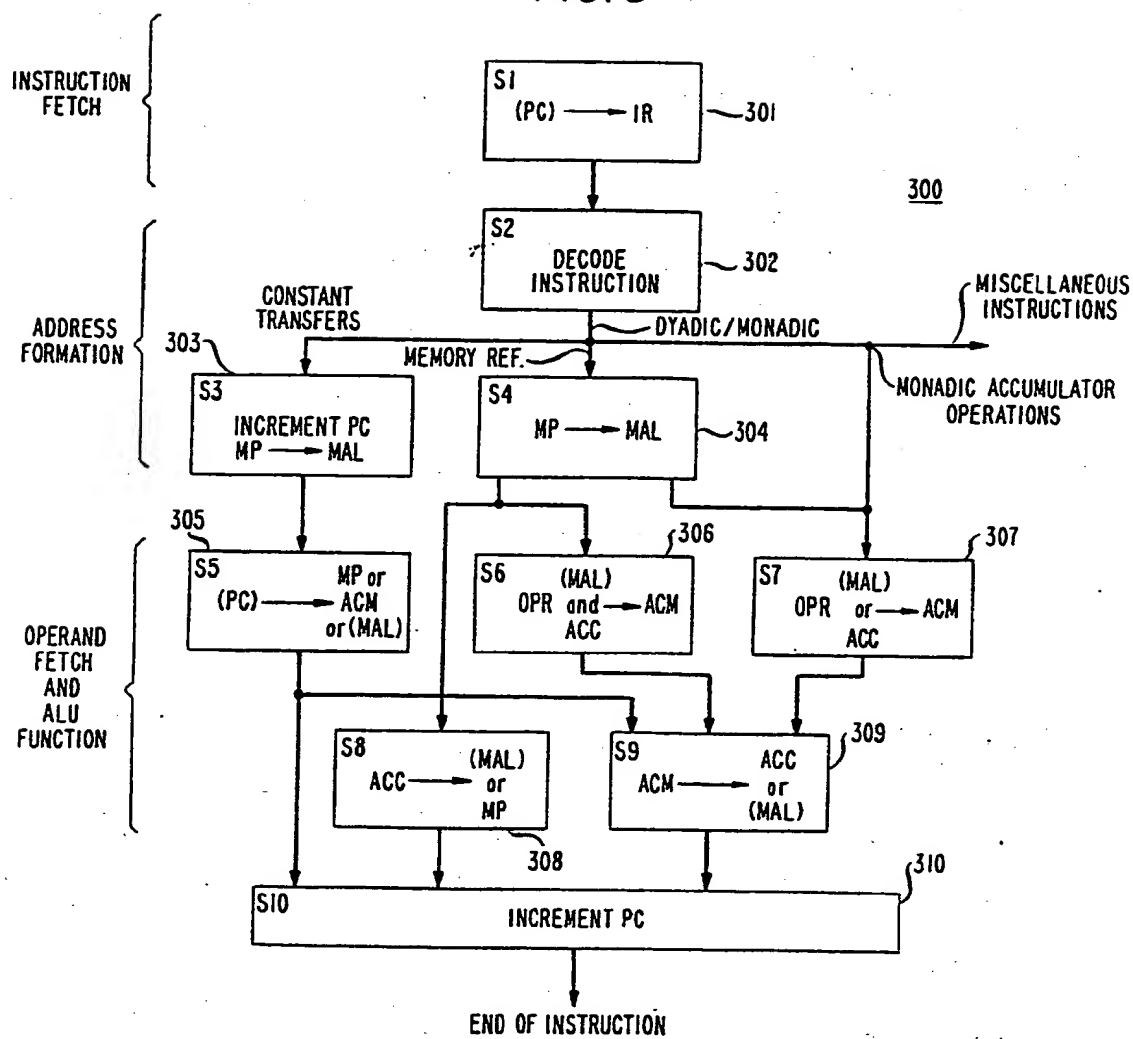 INSTRUCTION
FETCH
S1
(PC) → IR
301
300
S2
DECODE
INSTRUCTION
302
ADDRESS
FORMATION
CONSTANT
TRANSFERS
DYADIC/MONADIC
MISCELLANEOUS
INSTRUCTIONS
303
MEMORY REF.
MONADIC ACCUMULATOR
OPERATIONS
S3
INCREMENT PC
MP → MAL
S4
MP → MAL
304
OPERAND
FETCH
AND
ALU
FUNCTION
305
S5
(PC) → MP or
ACM
or (MAL)
306
S6
(MAL)
OPR and → ACM
ACC
307
S7
(MAL)
OPR or → ACM
ACC
S8
ACC → (MAL)
or
MP
308
S9
ACM → ACC
or
(MAL)
309
S10
INCREMENT PC
310
END OF INSTRUCTION